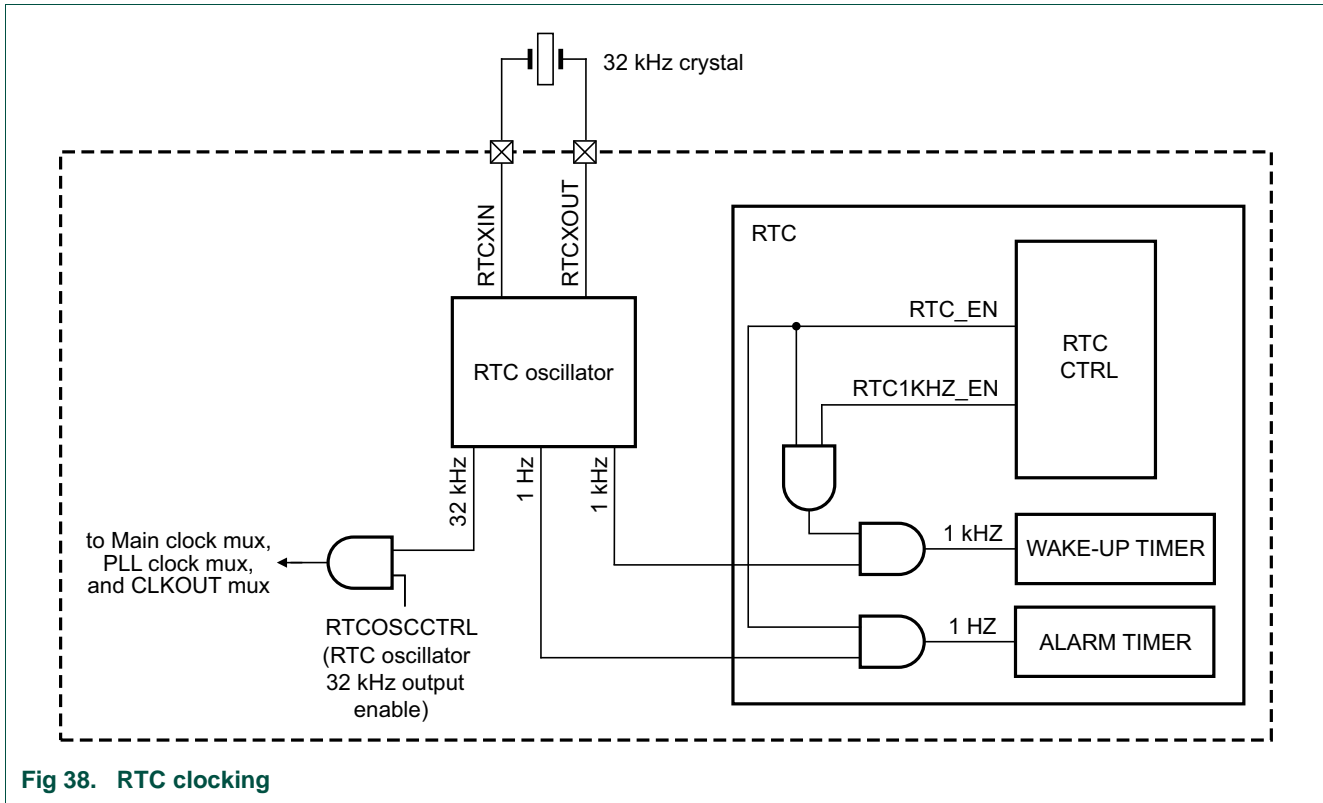 32 kHz crystal
RTCXIN
RTCXOUT
RTC
RTC_EN
RTC
CTRL
RTC oscillator
RTC1KHZ_EN
32 kHz
1 Hz
1 kHz
to Main clock mux,
PLL clock mux,
and CLKOUT mux
1 kHZ
WAKE-UP TIMER
RTCOSCCTRL
(RTC oscillator
32 kHz output
enable)
1 HZ
ALARM TIMER
Fig 38. RTC clocking